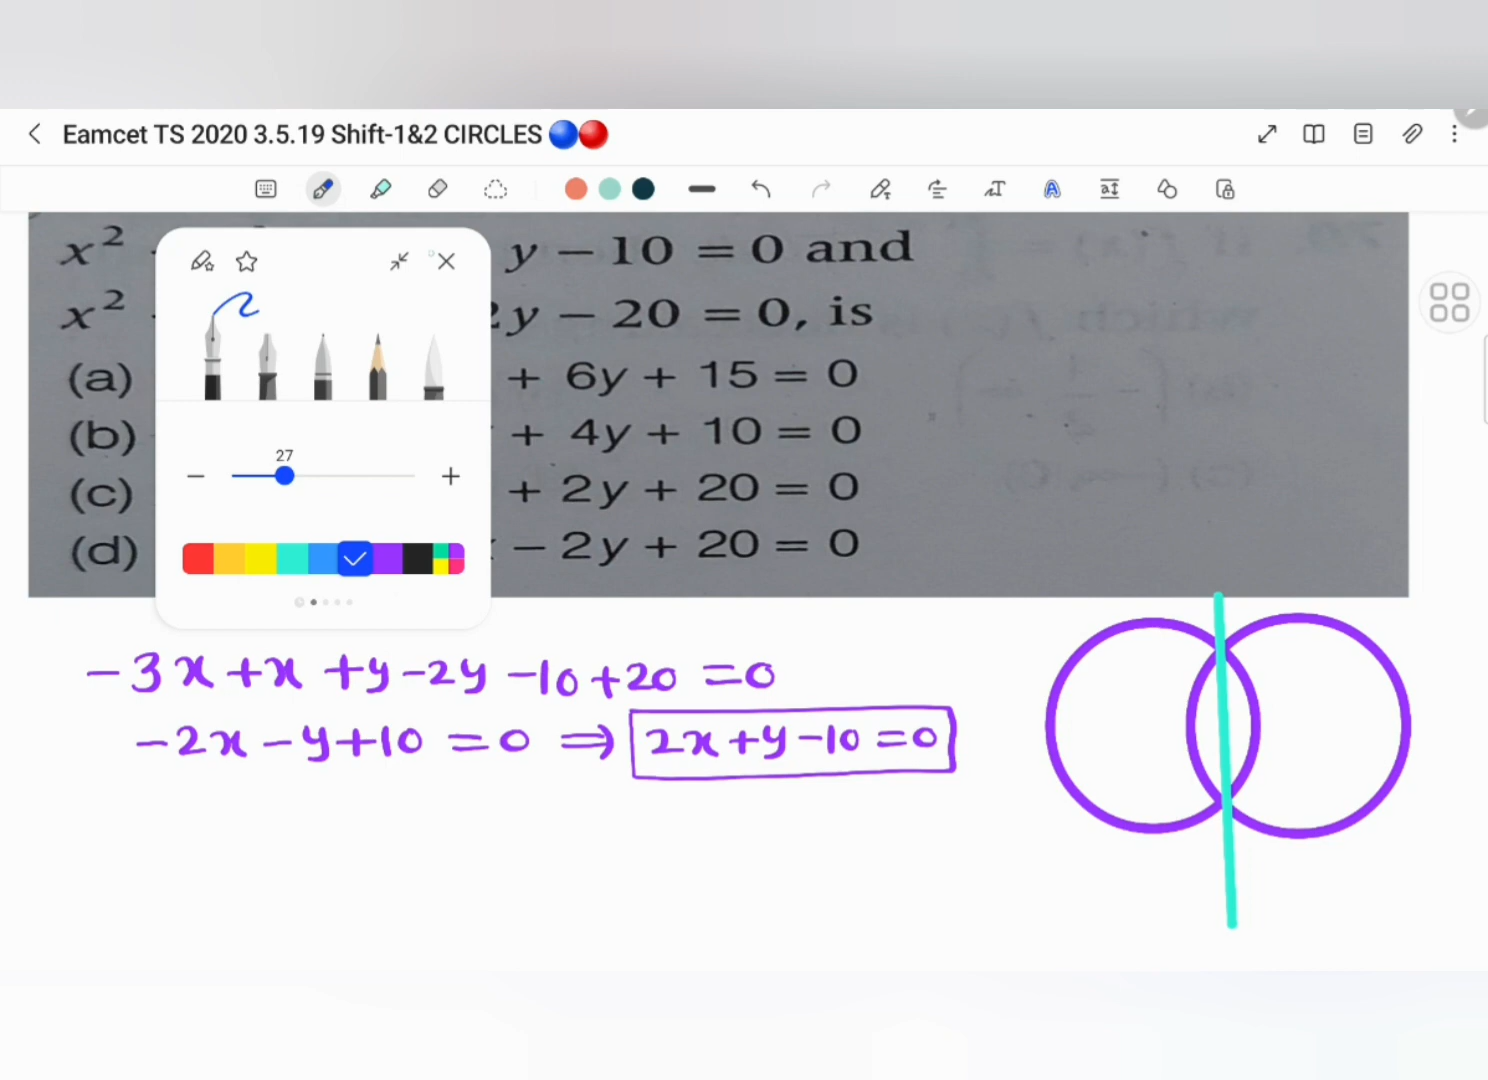 Eamcet TS 2020 3.5.19 Shift-1&2 CIRCLES
x² y − 10 = 0 and
x² 2y − 20 = 0, is
(a) + 6y + 15 = 0
(b) + 4y + 10 = 0
(c) + 2y + 20 = 0
(d) − 2y + 20 = 0
27
−3x+x +y−2y −10+20 =0
−2x−y+10 =0 ⇒ 2x+y−10=0